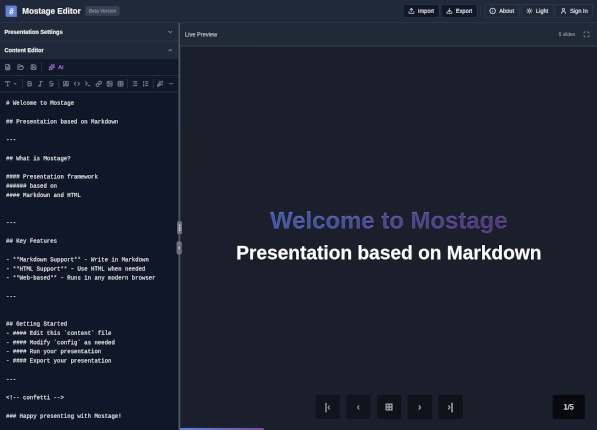 # Mostage Editor Beta Version Import Export About Light Sign In
Presentation Settings
Content Editor
AI
# Welcome to Mostage
## Presentation based on Markdown
---
## What is Mostage?
#### Presentation framework
###### based on
#### Markdown and HTML
---
## Key Features
- **Markdown Support** - Write in Markdown
- **HTML Support** - Use HTML when needed
- **Web-based** - Runs in any modern browser
---
## Getting Started
- #### Edit this `content` file
- #### Modify `config` as needed
- #### Run your presentation
- #### Export your presentation
---
<!-- confetti -->
### Happy presenting with Mostage!
Live Preview 5 slides
Welcome to Mostage
Presentation based on Markdown
1/5